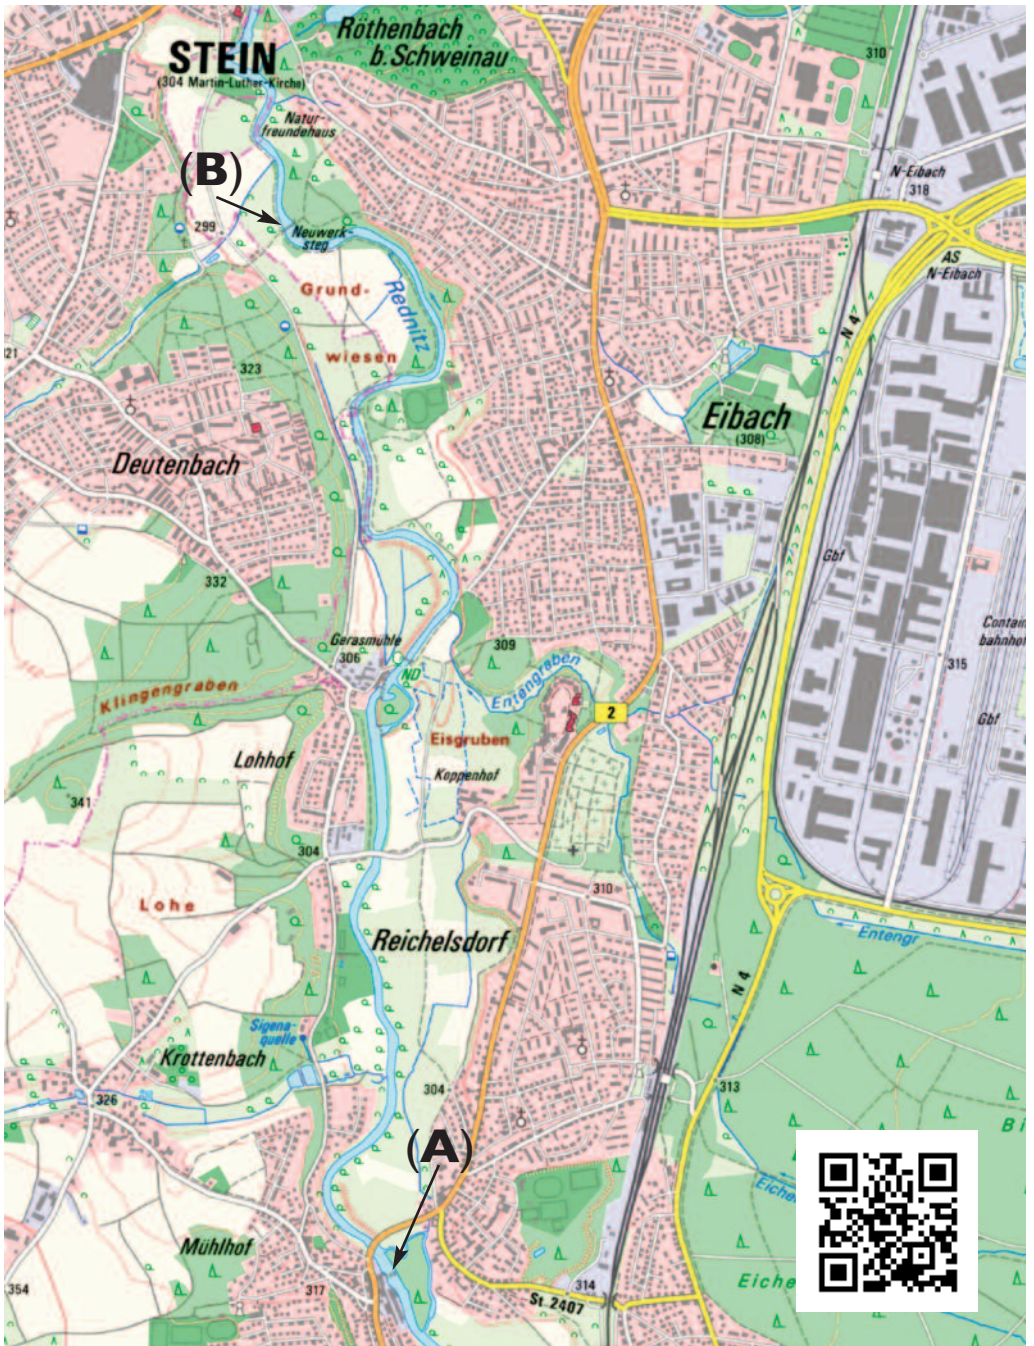 STEIN
(304 Martin-Luther-Kirche)
Röthenbach
b. Schweinau
310
Natur-
freundehaus
(B)
N-Eibach
318
299
Neuwerk-
steg
AS
N-Eibach
Grund-
Rednitz
wiesen
N 4
323
Eibach
(308)
Deutenbach
Gbf
332
Gerasmühle
306
309
ND
Entengraben
315
Klingengraben
2
Gbf
Eisgruben
Lohhof
Koppenhof
341
304
310
Lohe
Reichelsdorf
Entengr
N 4
Sigena-
quelle
Krottenbach
304
313
326
(A)
Mühlhof
354
317
314
St 2407